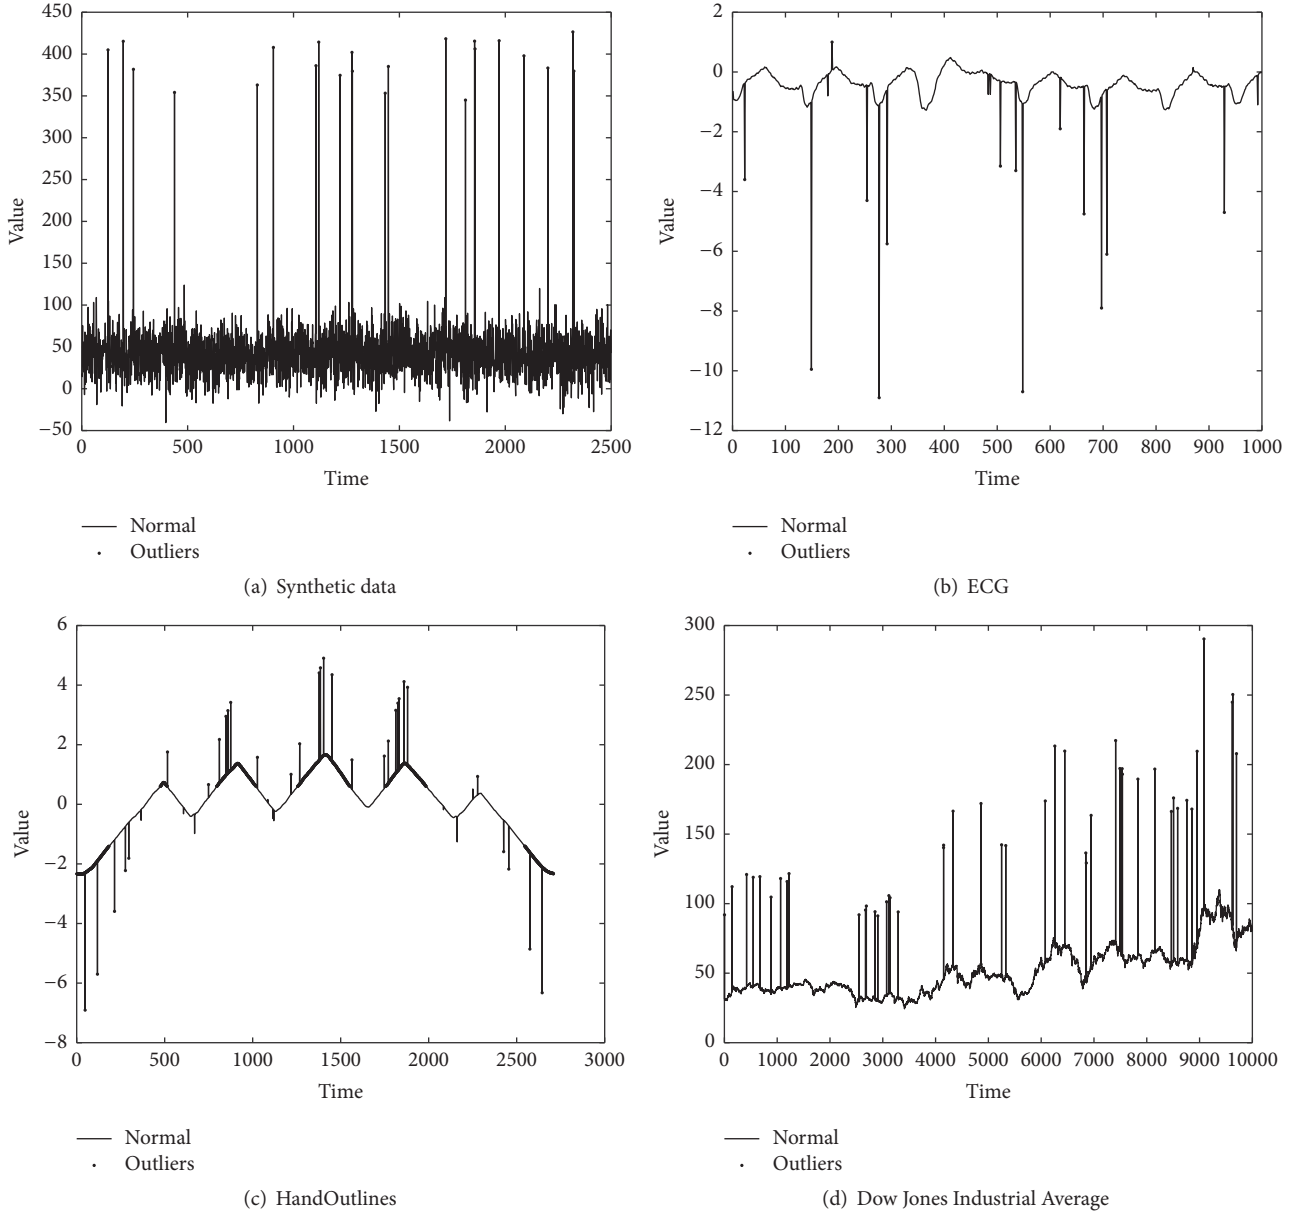 450
400
350
300
250
200
150
100
50
0
−50
Value
0 500 1000 1500 2000 2500
Time
Normal
Outliers
(a) Synthetic data
2
0
−2
−4
−6
−8
−10
−12
Value
0 100 200 300 400 500 600 700 800 900 1000
Time
Normal
Outliers
(b) ECG
6
4
2
0
−2
−4
−6
−8
Value
0 500 1000 1500 2000 2500 3000
Time
Normal
Outliers
(c) HandOutlines
300
250
200
150
100
50
0
Value
0 1000 2000 3000 4000 5000 6000 7000 8000 9000 10000
Time
Normal
Outliers
(d) Dow Jones Industrial Average